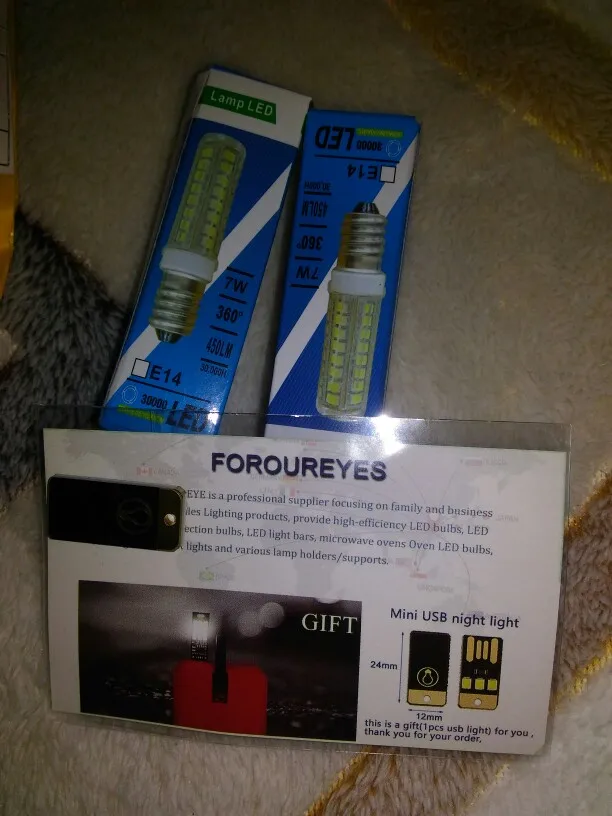 Lamp LED
7W
360°
450LM
30,000H
E14
30000
LED
LED
30000
E14
450LM
360°
7W
FOROUREYES
EYE is a professional supplier focusing on family and business
Lighting products, provide high-efficiency LED bulbs, LED
bulbs, LED light bars, microwave ovens Oven LED bulbs,
lights and various lamp holders/supports.
GIFT
Mini USB night light
24mm
12mm
this is a gift(1pcs usb light) for you ,
thank you for your order.